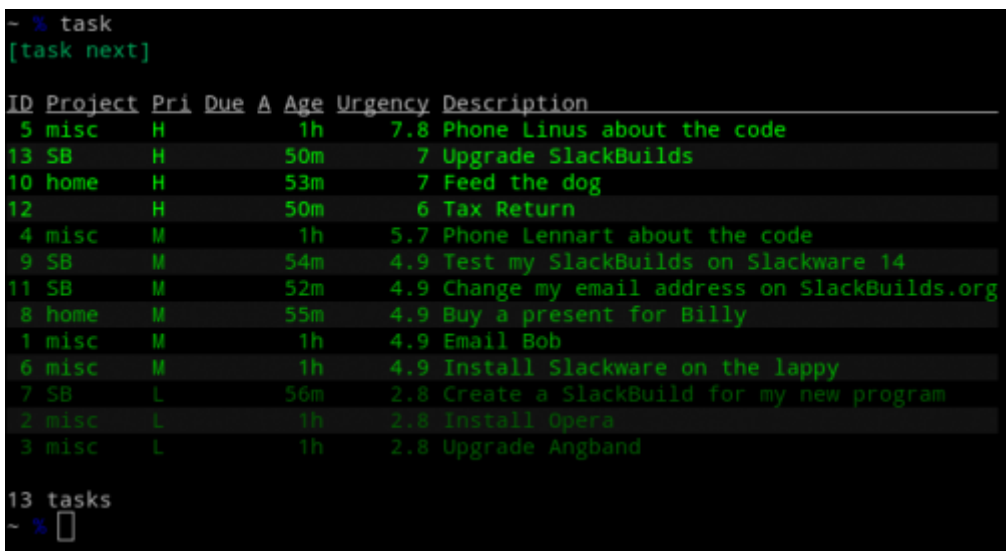 ~ % task
[task next]
ID Project Pri Due A Age Urgency Description
5 misc H 1h 7.8 Phone Linus about the code
13 SB H 50m 7 Upgrade SlackBuilds
10 home H 53m 7 Feed the dog
12 H 50m 6 Tax Return
4 misc M 1h 5.7 Phone Lennart about the code
9 SB M 54m 4.9 Test my SlackBuilds on Slackware 14
11 SB M 52m 4.9 Change my email address on SlackBuilds.org
8 home M 55m 4.9 Buy a present for Billy
1 misc M 1h 4.9 Email Bob
6 misc M 1h 4.9 Install Slackware on the lappy
7 SB L 56m 2.8 Create a SlackBuild for my new program
2 misc L 1h 2.8 Install Opera
3 misc L 1h 2.8 Upgrade Angband
13 tasks
~ %